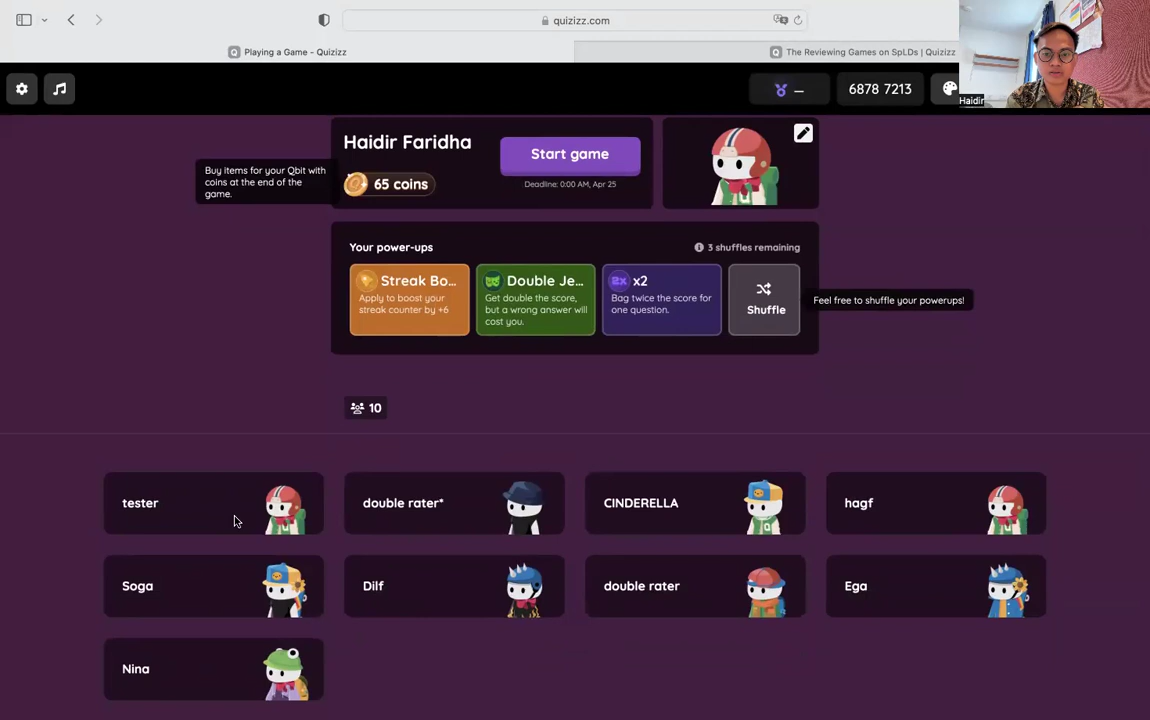 quizizz.com
Playing a Game - Quizizz
The Reviewing Games on SpLDs | Quizizz
6878 7213
Haidir
Haidir Faridha
Start game
65 coins
Deadline: 0:00 AM, Apr 25
Buy items for your Qbit with
coins at the end of the
game.
Your power-ups
3 shuffles remaining
Streak Bo...
Apply to boost your
streak counter by +6
Double Je...
Get double the score,
but a wrong answer will
cost you.
2x x2
Bag twice the score for
one question.
Shuffle
Feel free to shuffle your powerups!
10
tester
double rater*
CINDERELLA
hagf
Soga
Dilf
double rater
Ega
Nina